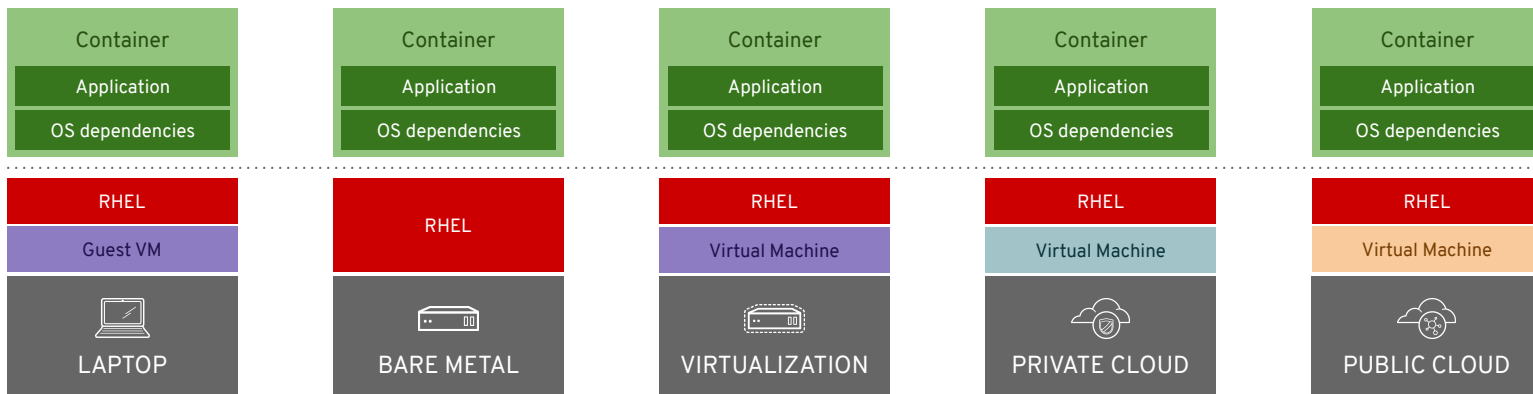 Container
Application
OS dependencies
RHEL
Guest VM
LAPTOP
Container
Application
OS dependencies
RHEL
BARE METAL
Container
Application
OS dependencies
RHEL
Virtual Machine
VIRTUALIZATION
Container
Application
OS dependencies
RHEL
Virtual Machine
PRIVATE CLOUD
Container
Application
OS dependencies
RHEL
Virtual Machine
PUBLIC CLOUD